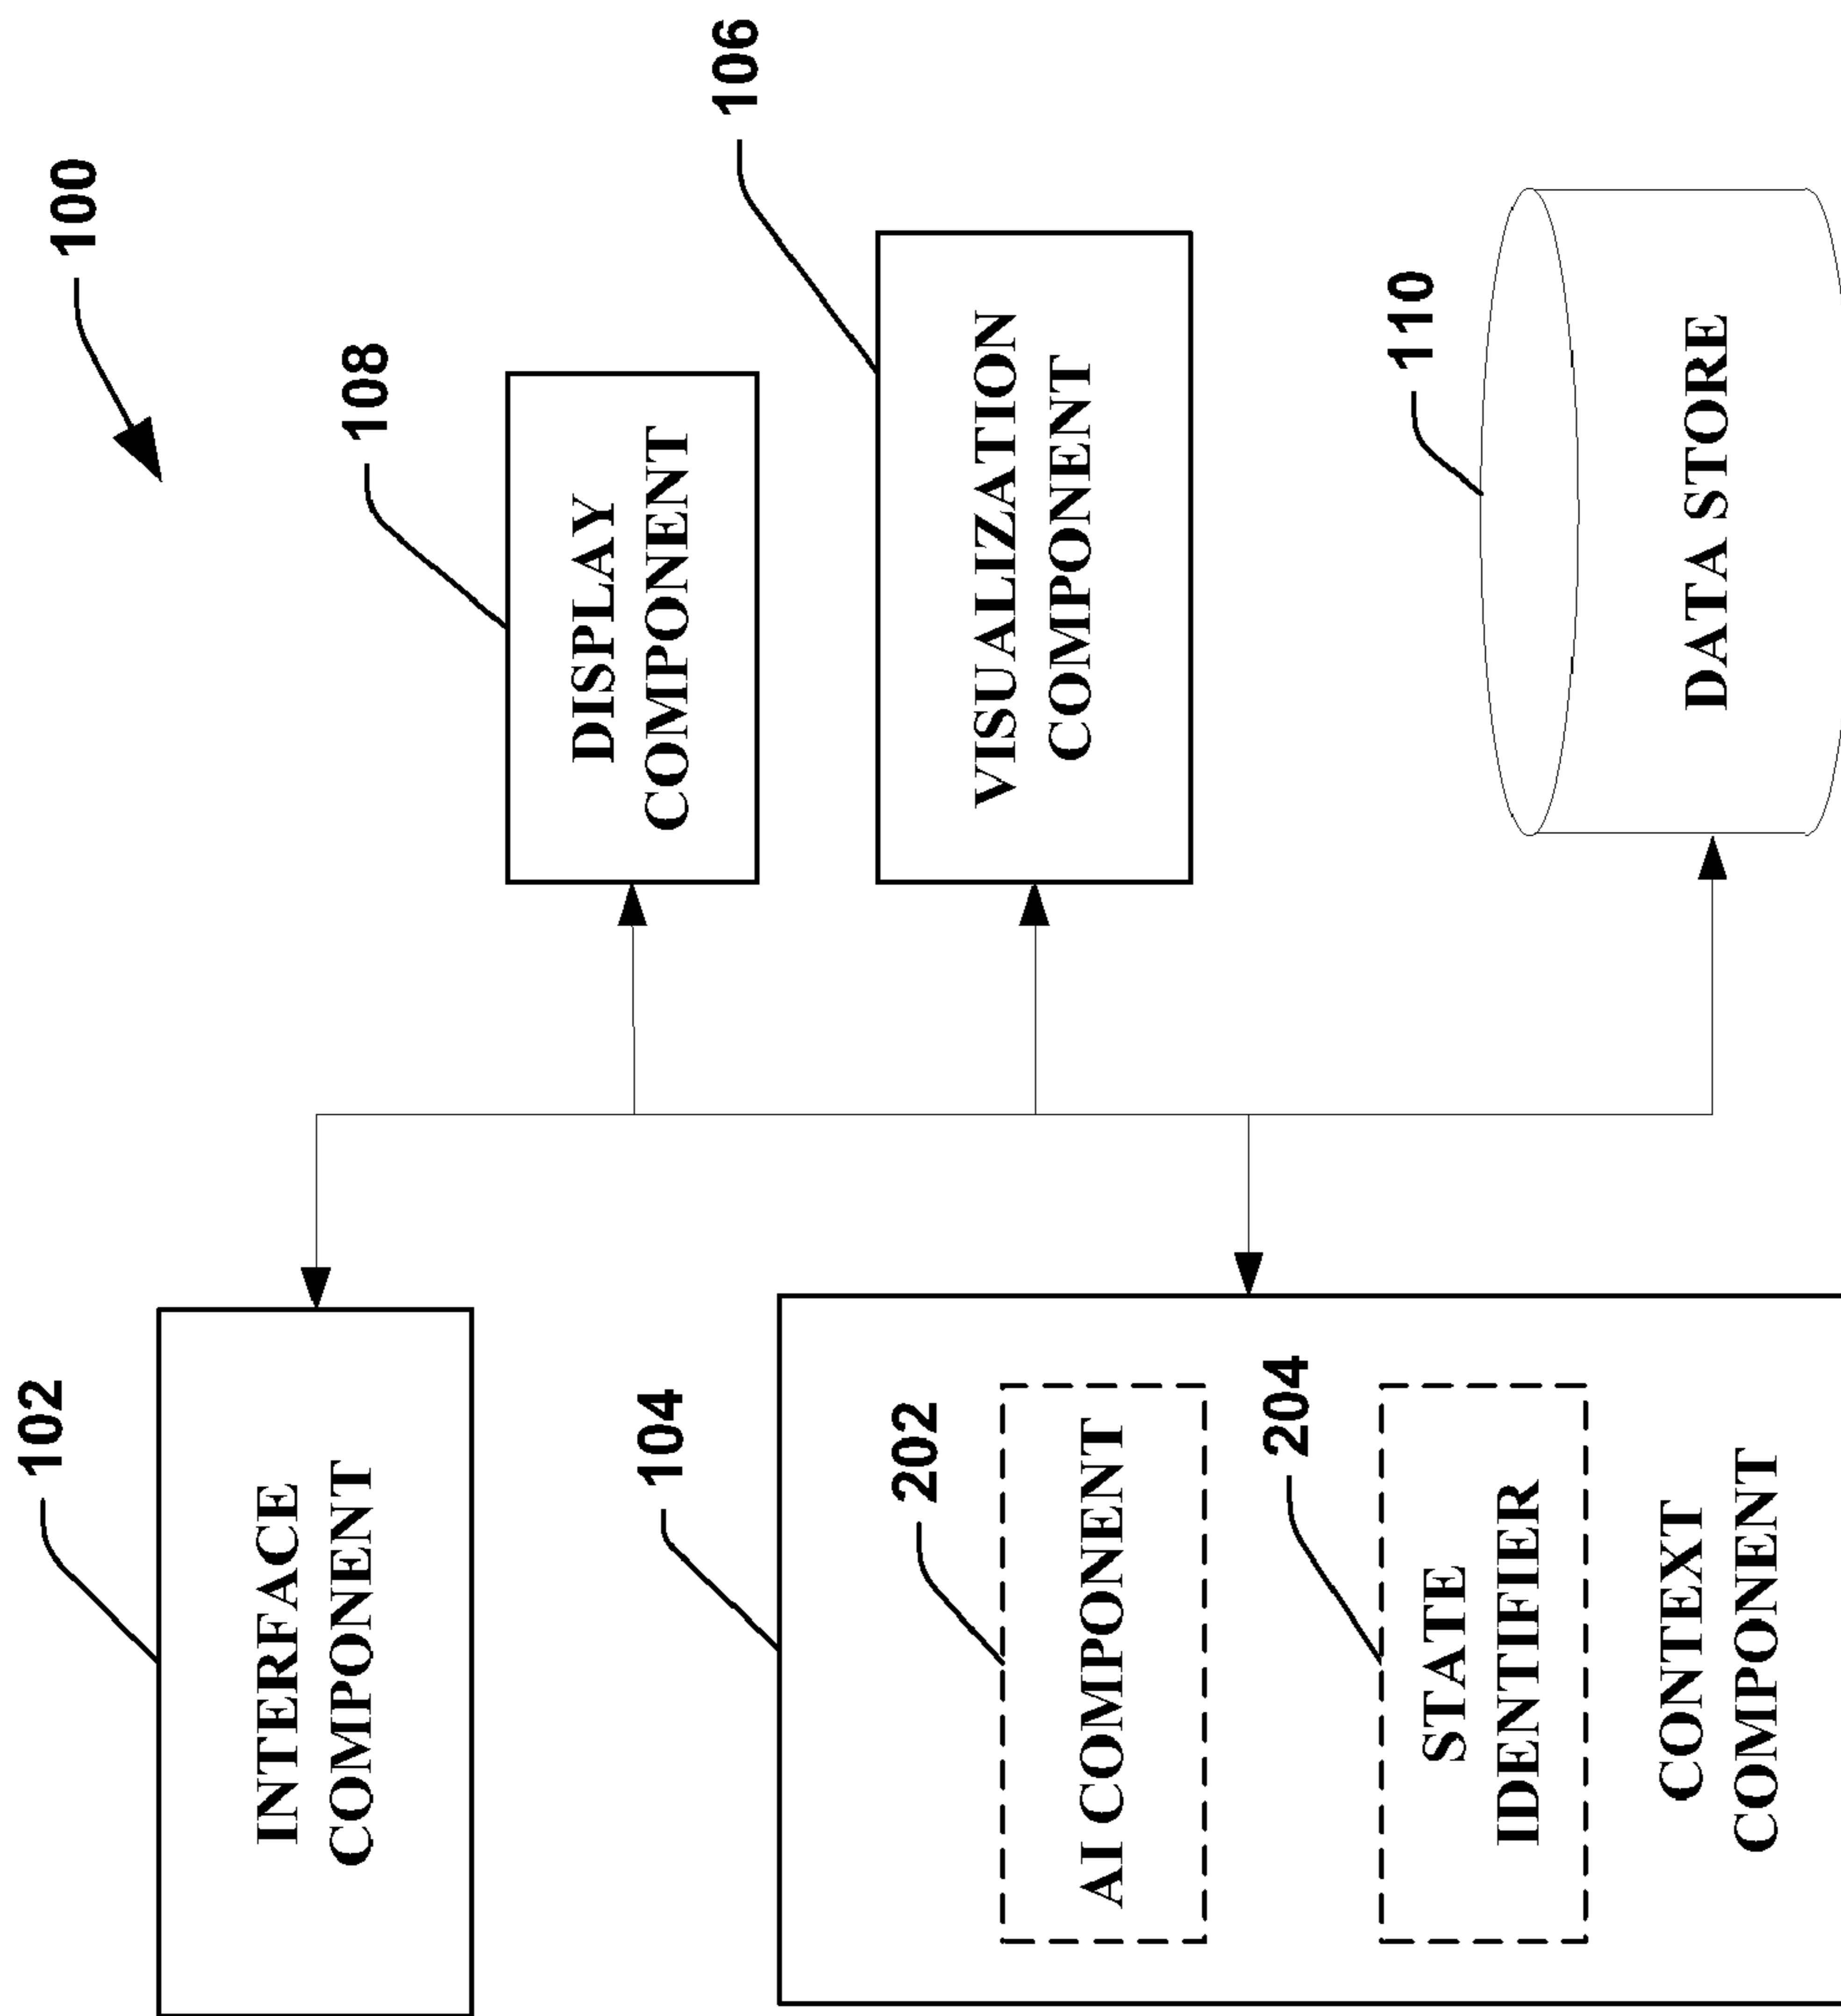 100
102
INTERFACE
COMPONENT
108
DISPLAY
COMPONENT
104
202
AI COMPONENT
204
STATE
IDENTIFIER
CONTEXT
COMPONENT
106
VISUALIZATION
COMPONENT
110
DATA STORE